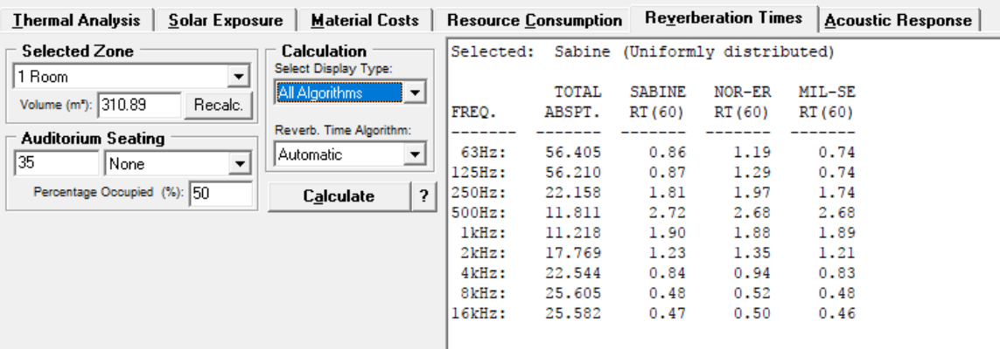 Thermal Analysis Solar Exposure Material Costs Resource Consumption Reverberation Times Acoustic Response
Selected Zone
1 Room
Volume (m³): 310.89 Recalc.
Auditorium Seating
35 None
Percentage Occupied (%): 50
Calculation
Select Display Type:
All Algorithms
Reverb. Time Algorithm:
Automatic
Calculate ?
Selected: Sabine (Uniformly distributed)
TOTAL SABINE NOR-ER MIL-SE
FREQ. ABSPT. RT(60) RT(60) RT(60)
------- ------- ------- ------- -------
63Hz: 56.405 0.86 1.19 0.74
125Hz: 56.210 0.87 1.29 0.74
250Hz: 22.158 1.81 1.97 1.74
500Hz: 11.811 2.72 2.68 2.68
1kHz: 11.218 1.90 1.88 1.89
2kHz: 17.769 1.23 1.35 1.21
4kHz: 22.544 0.84 0.94 0.83
8kHz: 25.605 0.48 0.52 0.48
16kHz: 25.582 0.47 0.50 0.46